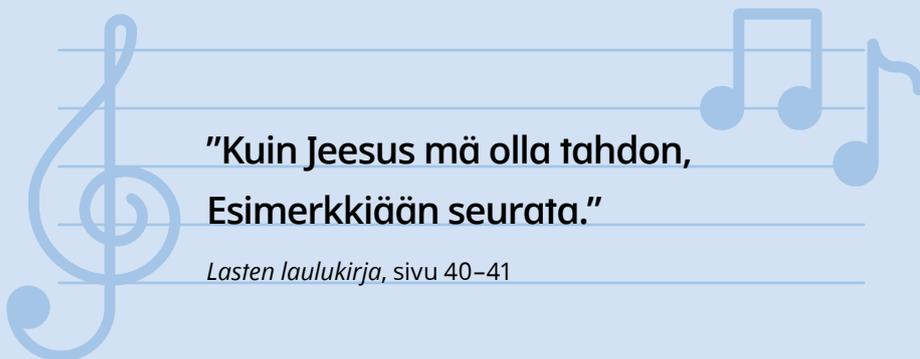 ”Kuin Jeesus mä olla tahdon,
Esimerkkiään seurata.”
Lasten laulukirja, sivu 40–41